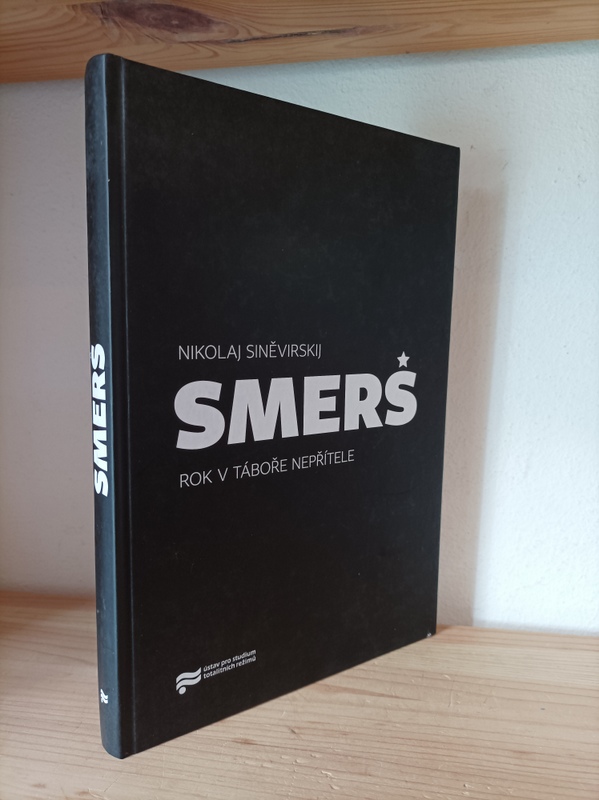 NIKOLAJ SINĚVIRSKIJ
SMERŠ
ROK V TÁBOŘE NEPŘÍTELE
ústav pro studium
totalitních režimů
SMERŠ